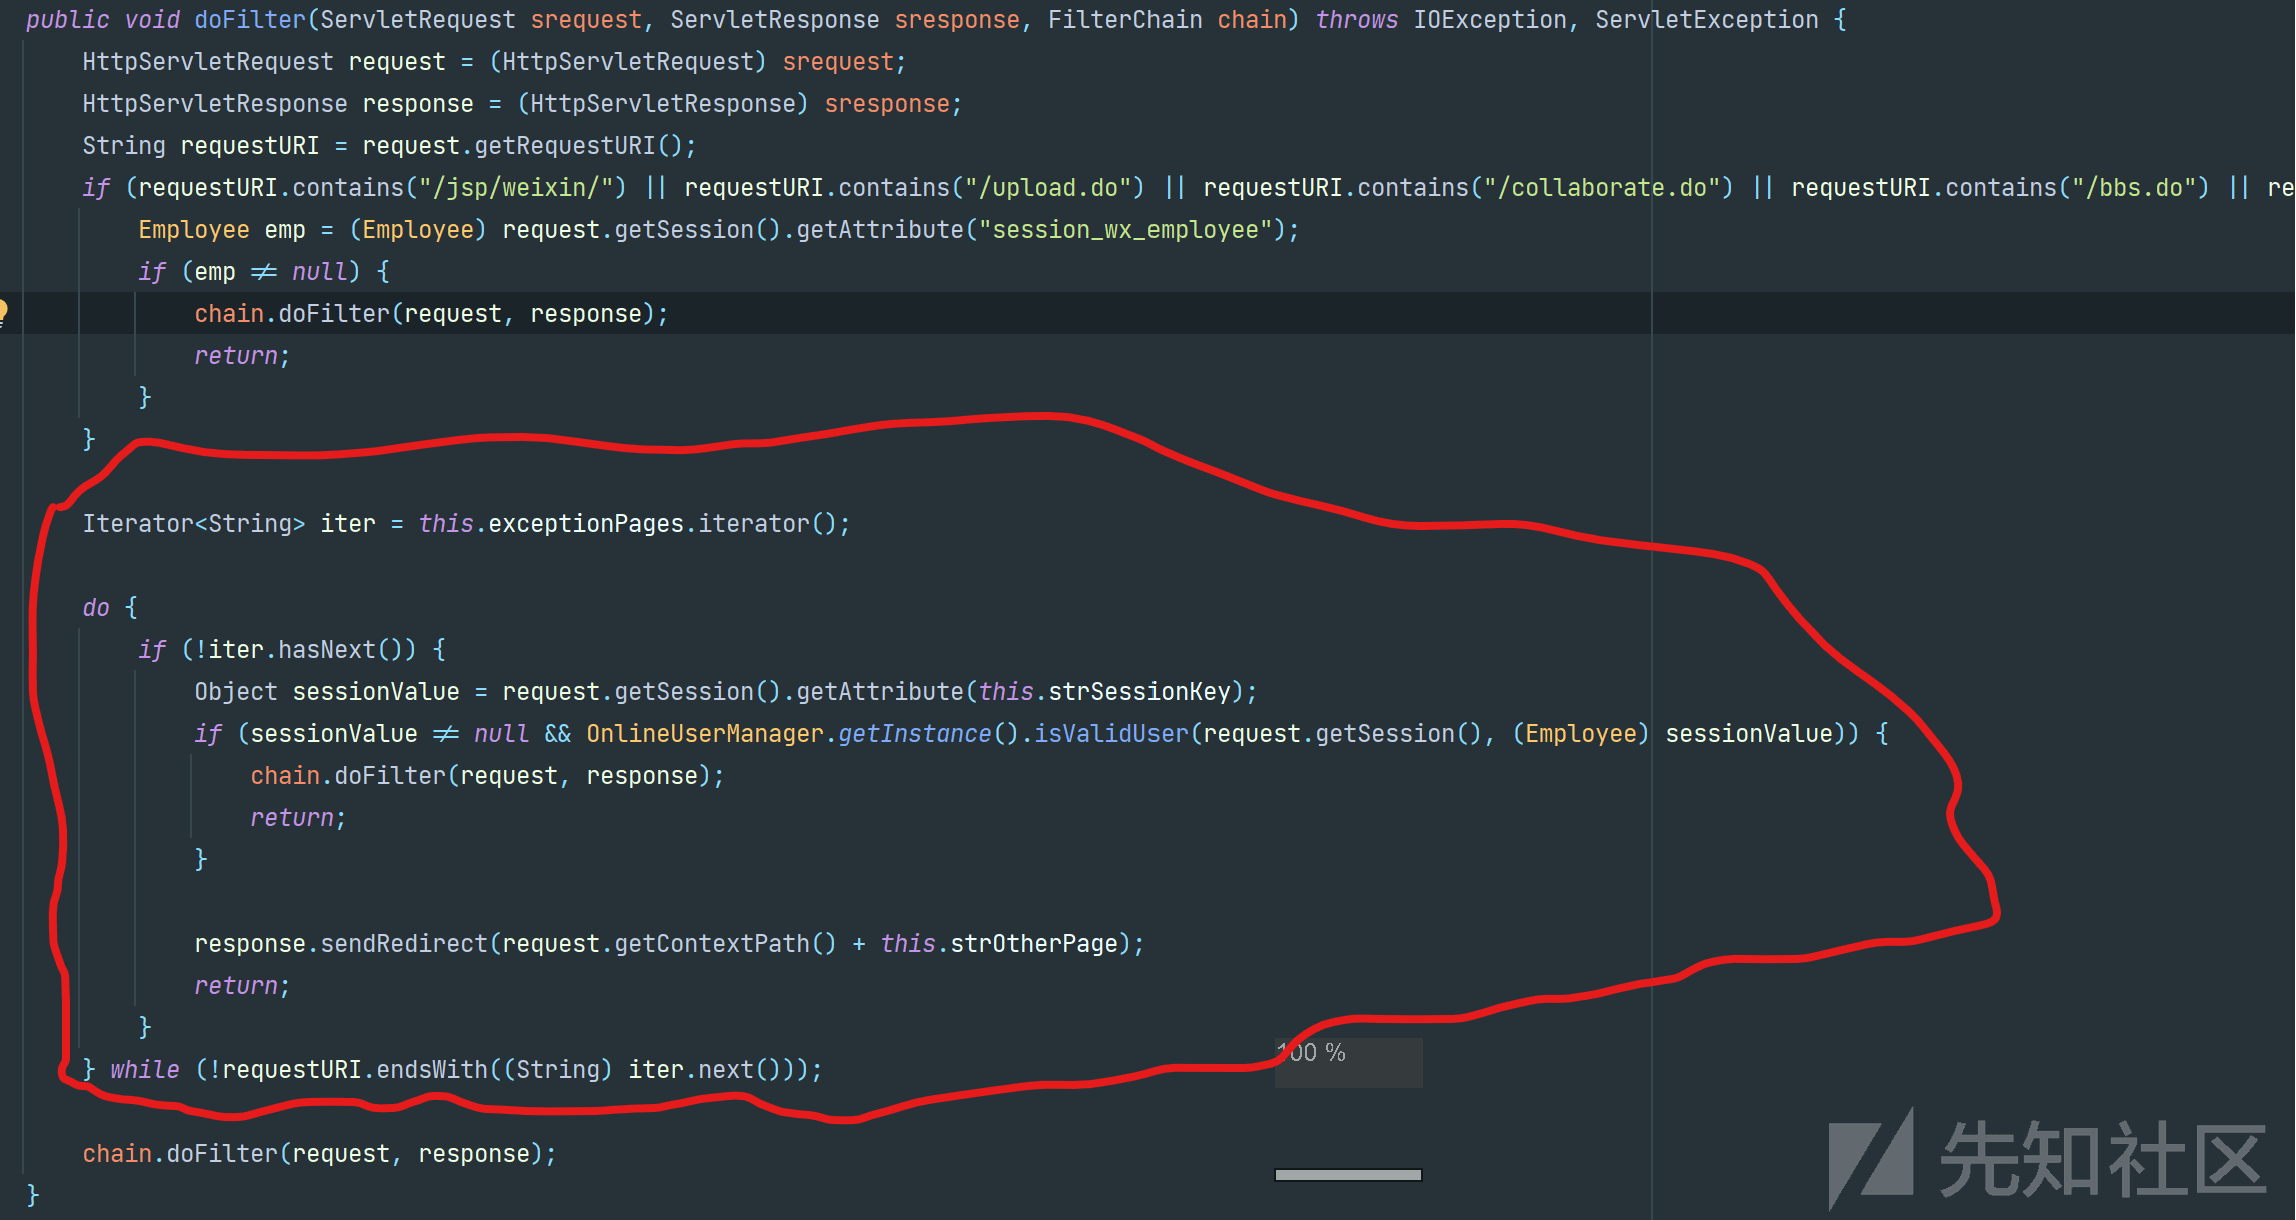 public void doFilter(ServletRequest srequest, ServletResponse sresponse, FilterChain chain) throws IOException, ServletException {
    HttpServletRequest request = (HttpServletRequest) srequest;
    HttpServletResponse response = (HttpServletResponse) sresponse;
    String requestURI = request.getRequestURI();
    if (requestURI.contains("/jsp/weixin/") || requestURI.contains("/upload.do") || requestURI.contains("/collaborate.do") || requestURI.contains("/bbs.do") || re
        Employee emp = (Employee) request.getSession().getAttribute("session_wx_employee");
        if (emp ≠ null) {
            chain.doFilter(request, response);
            return;
        }
    }
    Iterator<String> iter = this.exceptionPages.iterator();
    do {
        if (!iter.hasNext()) {
            Object sessionValue = request.getSession().getAttribute(this.strSessionKey);
            if (sessionValue ≠ null && OnlineUserManager.getInstance().isValidUser(request.getSession(), (Employee) sessionValue)) {
                chain.doFilter(request, response);
                return;
            }
            response.sendRedirect(request.getContextPath() + this.strOtherPage);
            return;
        }
    } while (!requestURI.endsWith((String) iter.next()));
    chain.doFilter(request, response);
}
100 %
先知社区